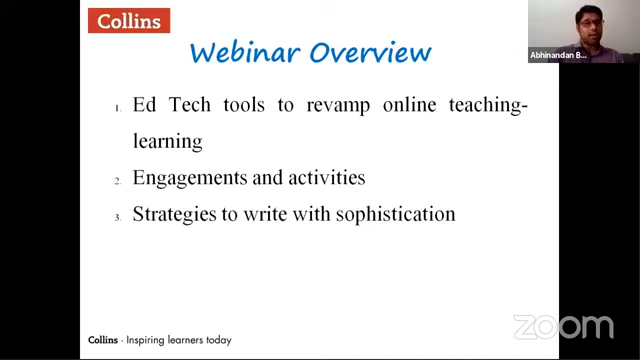 Collins
Webinar Overview
Abhinandan B...
1. Ed Tech tools to revamp online teaching-
learning
2. Engagements and activities
3. Strategies to write with sophistication
Collins · Inspiring learners today
zoom